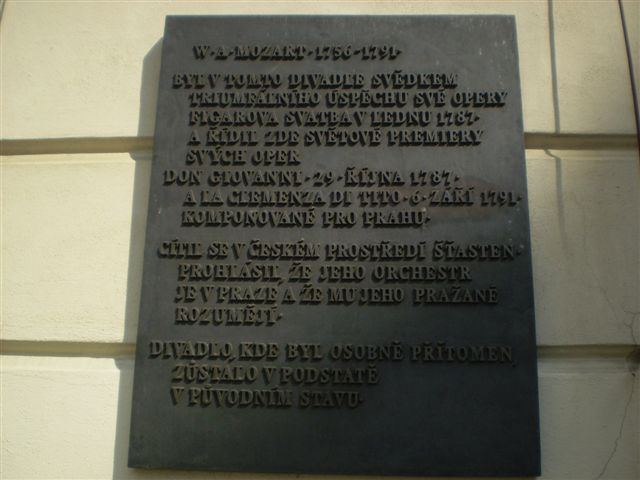 W·A·MOZART·1756·1791·
BYL V TOMTO DIVADLE SVĚDKEM
TRIUMFÁLNÍHO ÚSPĚCHU SVÉ OPERY
FIGAROVA SVATBA V LEDNU 1787·
A ŘÍDIL ZDE SVĚTOVÉ PREMIERY
SVÝCH OPER
DON GIOVANNI·29·ŘÍJNA 1787·
A LA CLEMENZA DI TITO·6·ZÁŘÍ 1791·
KOMPONOVANÉ PRO PRAHU·
CÍTIL SE V ČESKÉM PROSTŘEDÍ ŠŤASTEN·
PROHLÁSIL, ŽE JEHO ORCHESTR
JE V PRAZE A ŽE MU JEHO PRAŽANÉ
ROZUMĚJÍ·
DIVADLO, KDE BYL OSOBNĚ PŘÍTOMEN,
ZŮSTALO V PODSTATĚ
V PŮVODNÍM STAVU·